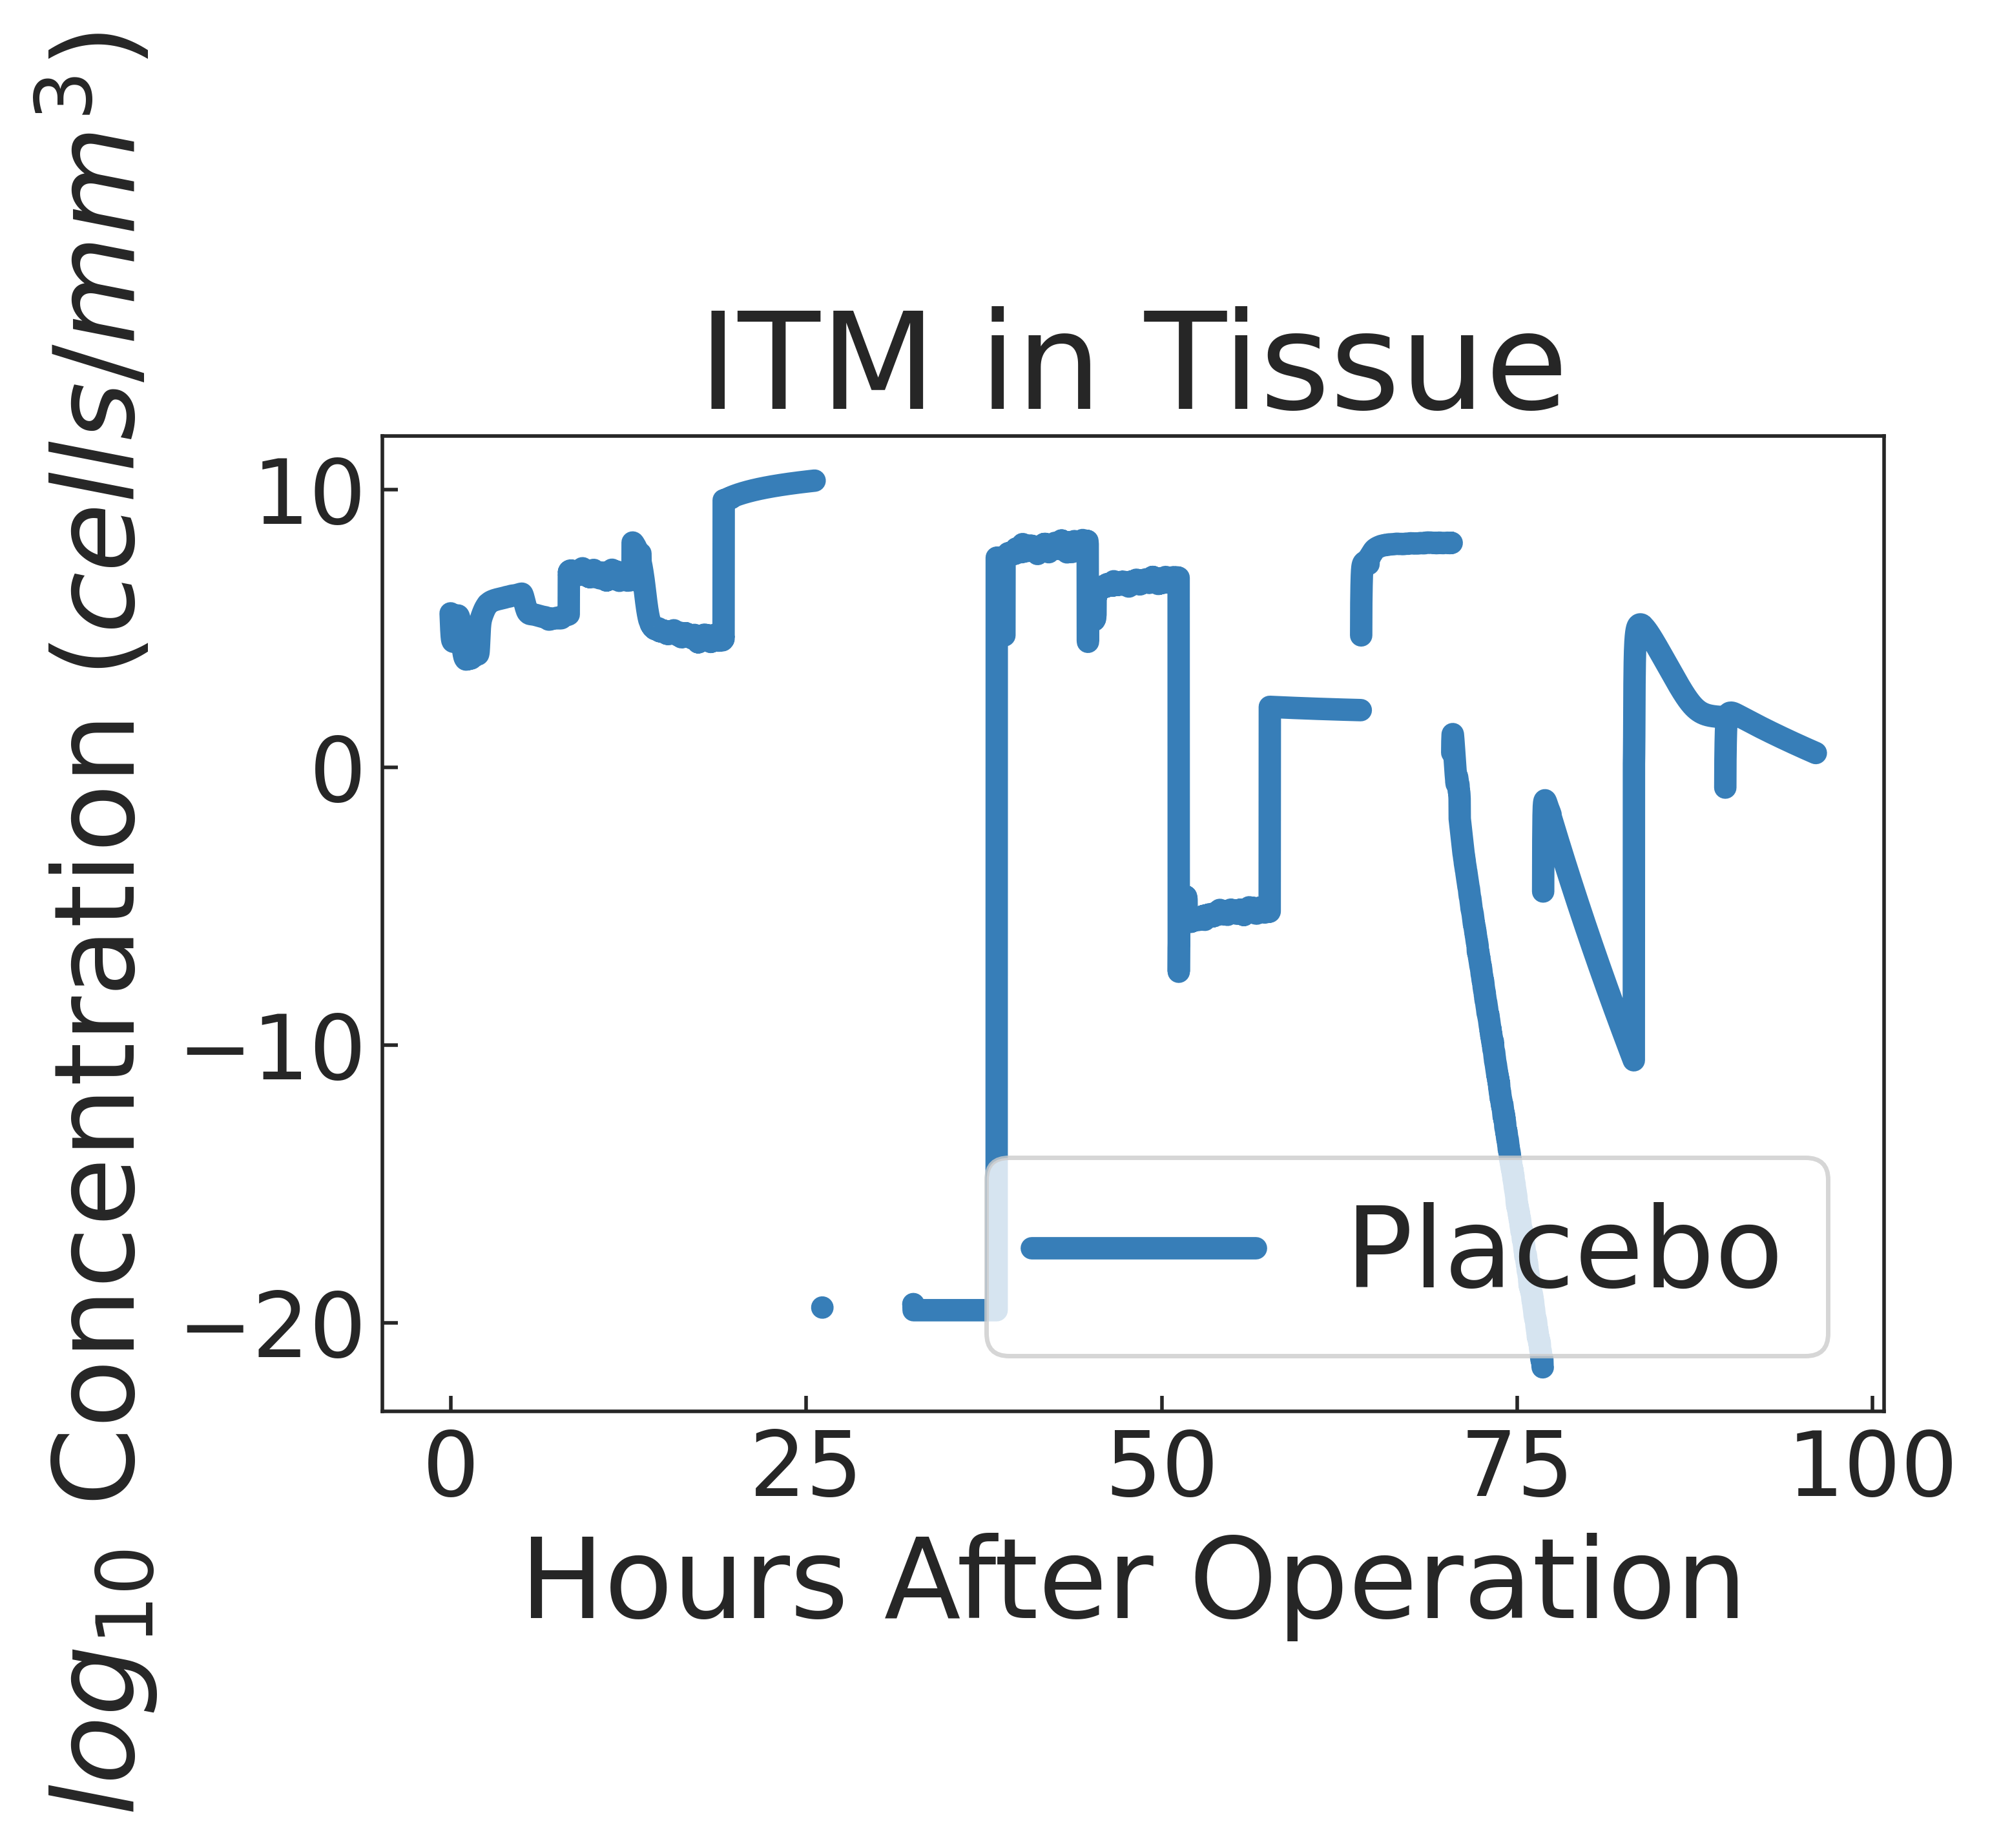 ITM in Tissue
log10 Concentration (cells/mm³)
10
0
−10
−20
Placebo
0 25 50 75 100
Hours After Operation